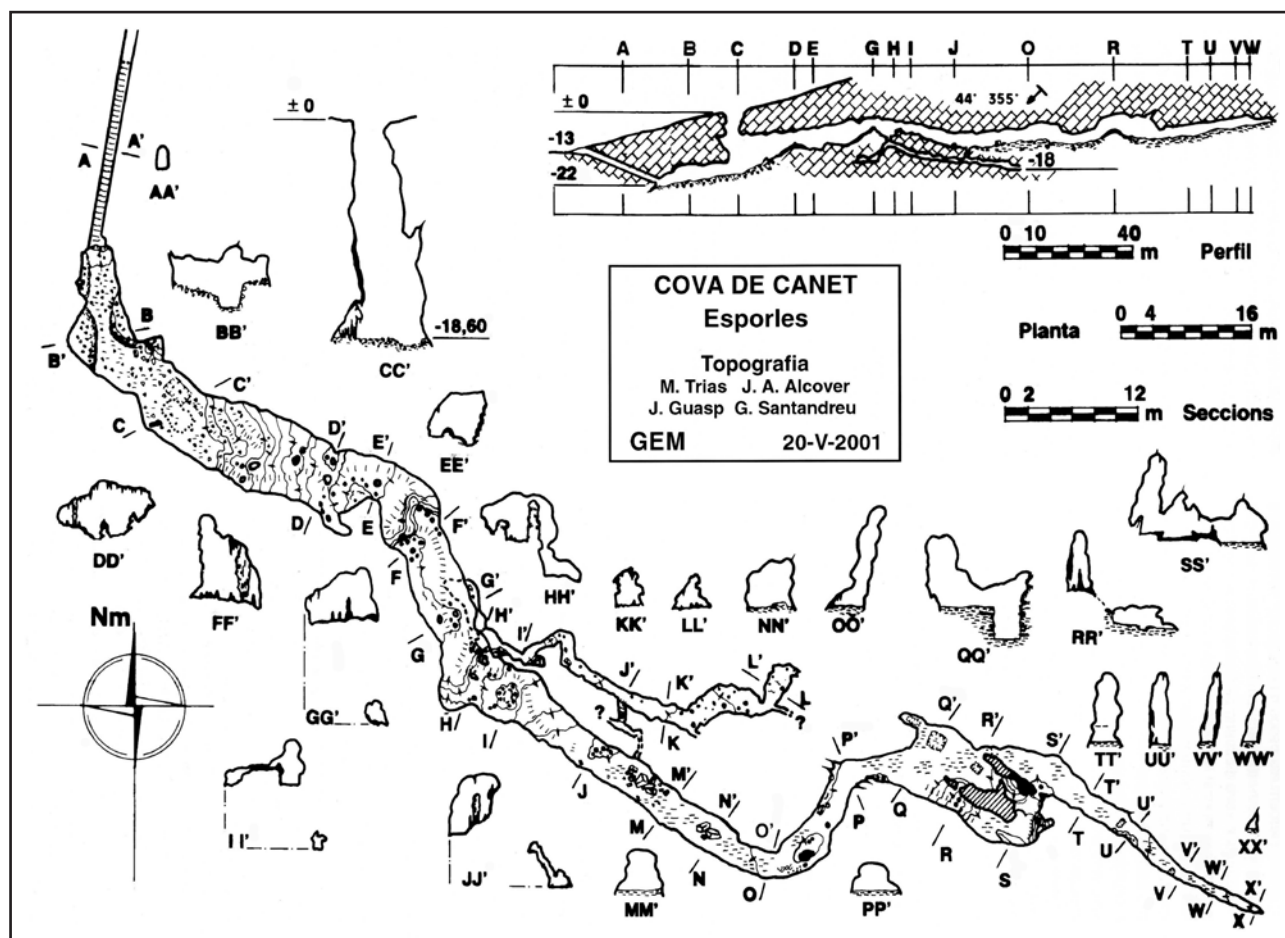 A B C D E G H I J O R T U V W
± 0
44' 355°
-13
-22
-18
0 10 40
m Perfil
COVA DE CANET
Esporles
Topografia
M. Trias J. A. Alcover
J. Guasp G. Santandreu
GEM 20-V-2001
Planta
0 4 16
m
0 2 12
m Seccions
± 0
-18,60
CC'
A A'
AA'
BB'
B
B'
C'
C
D'
E'
EE'
D
E
F'
F
DD'
FF'
GG'
HH'
KK'
LL'
NN'
OO'
QQ'
RR'
SS'
Nm
G'
H'
I'
G
H
I
J'
K'
L'
L
?
?
K
J
M'
M
N'
N
O'
O
P'
P
Q'
Q
R'
R
S'
S
T'
T
U'
U
V'
V
W'
W
X'
X
TT'
UU'
VV'
WW'
XX'
II'
JJ'
MM'
PP'